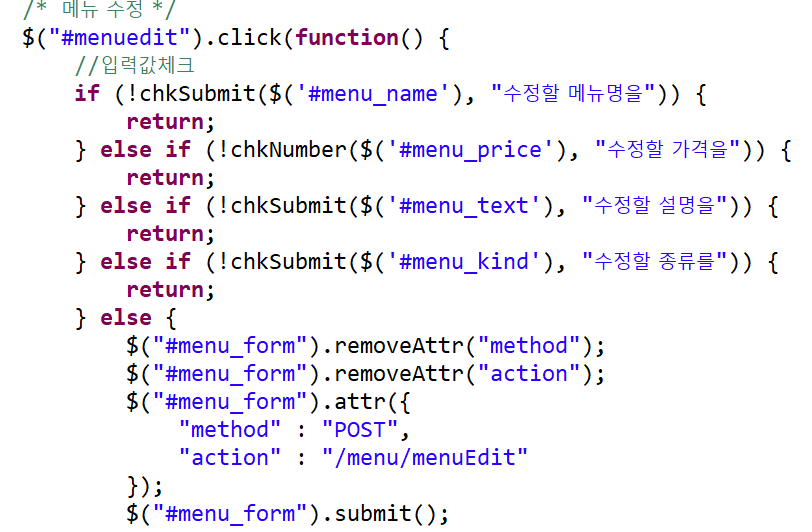 /* 메뉴 수정 */
$("#menuedit").click(function() {
//입력값체크
if (!chkSubmit($('#menu_name'), "수정할 메뉴명을")) {
return;
} else if (!chkNumber($('#menu_price'), "수정할 가격을")) {
return;
} else if (!chkSubmit($('#menu_text'), "수정할 설명을")) {
return;
} else if (!chkSubmit($('#menu_kind'), "수정할 종류를")) {
return;
} else {
$("#menu_form").removeAttr("method");
$("#menu_form").removeAttr("action");
$("#menu_form").attr({
"method" : "POST",
"action" : "/menu/menuEdit"
});
$("#menu_form").submit();